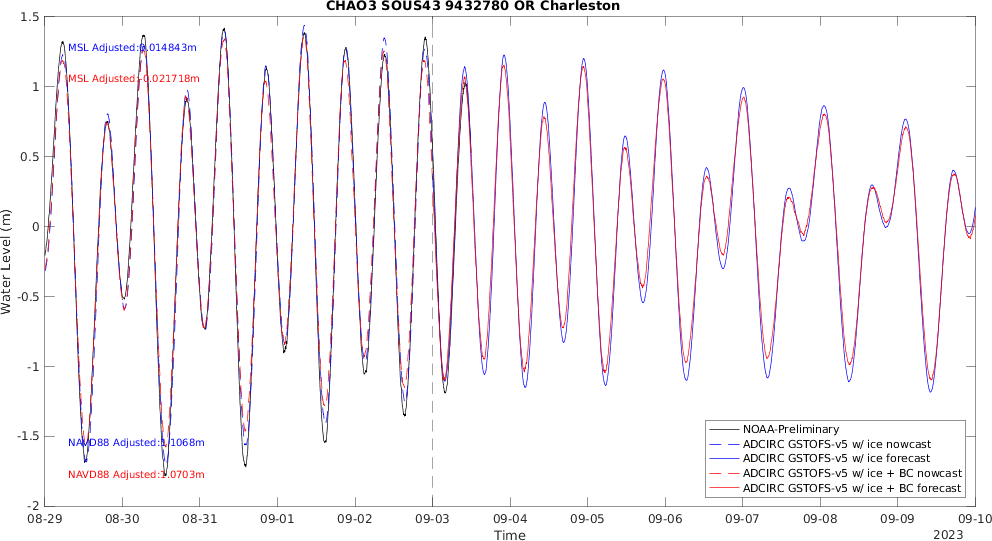 CHAO3 SOUS43 9432780 OR Charleston
1.5
1
0.5
0
-0.5
-1
-1.5
-2
Water Level (m)
MSL Adjusted:0.014843m
MSL Adjusted:-0.021718m
NAVD88 Adjusted:1.1068m
NAVD88 Adjusted:1.0703m
NOAA-Preliminary
ADCIRC GSTOFS-v5 w/ ice nowcast
ADCIRC GSTOFS-v5 w/ ice forecast
ADCIRC GSTOFS-v5 w/ ice + BC nowcast
ADCIRC GSTOFS-v5 w/ ice + BC forecast
08-29 08-30 08-31 09-01 09-02 09-03 09-04 09-05 09-06 09-07 09-08 09-09 09-10
Time
2023